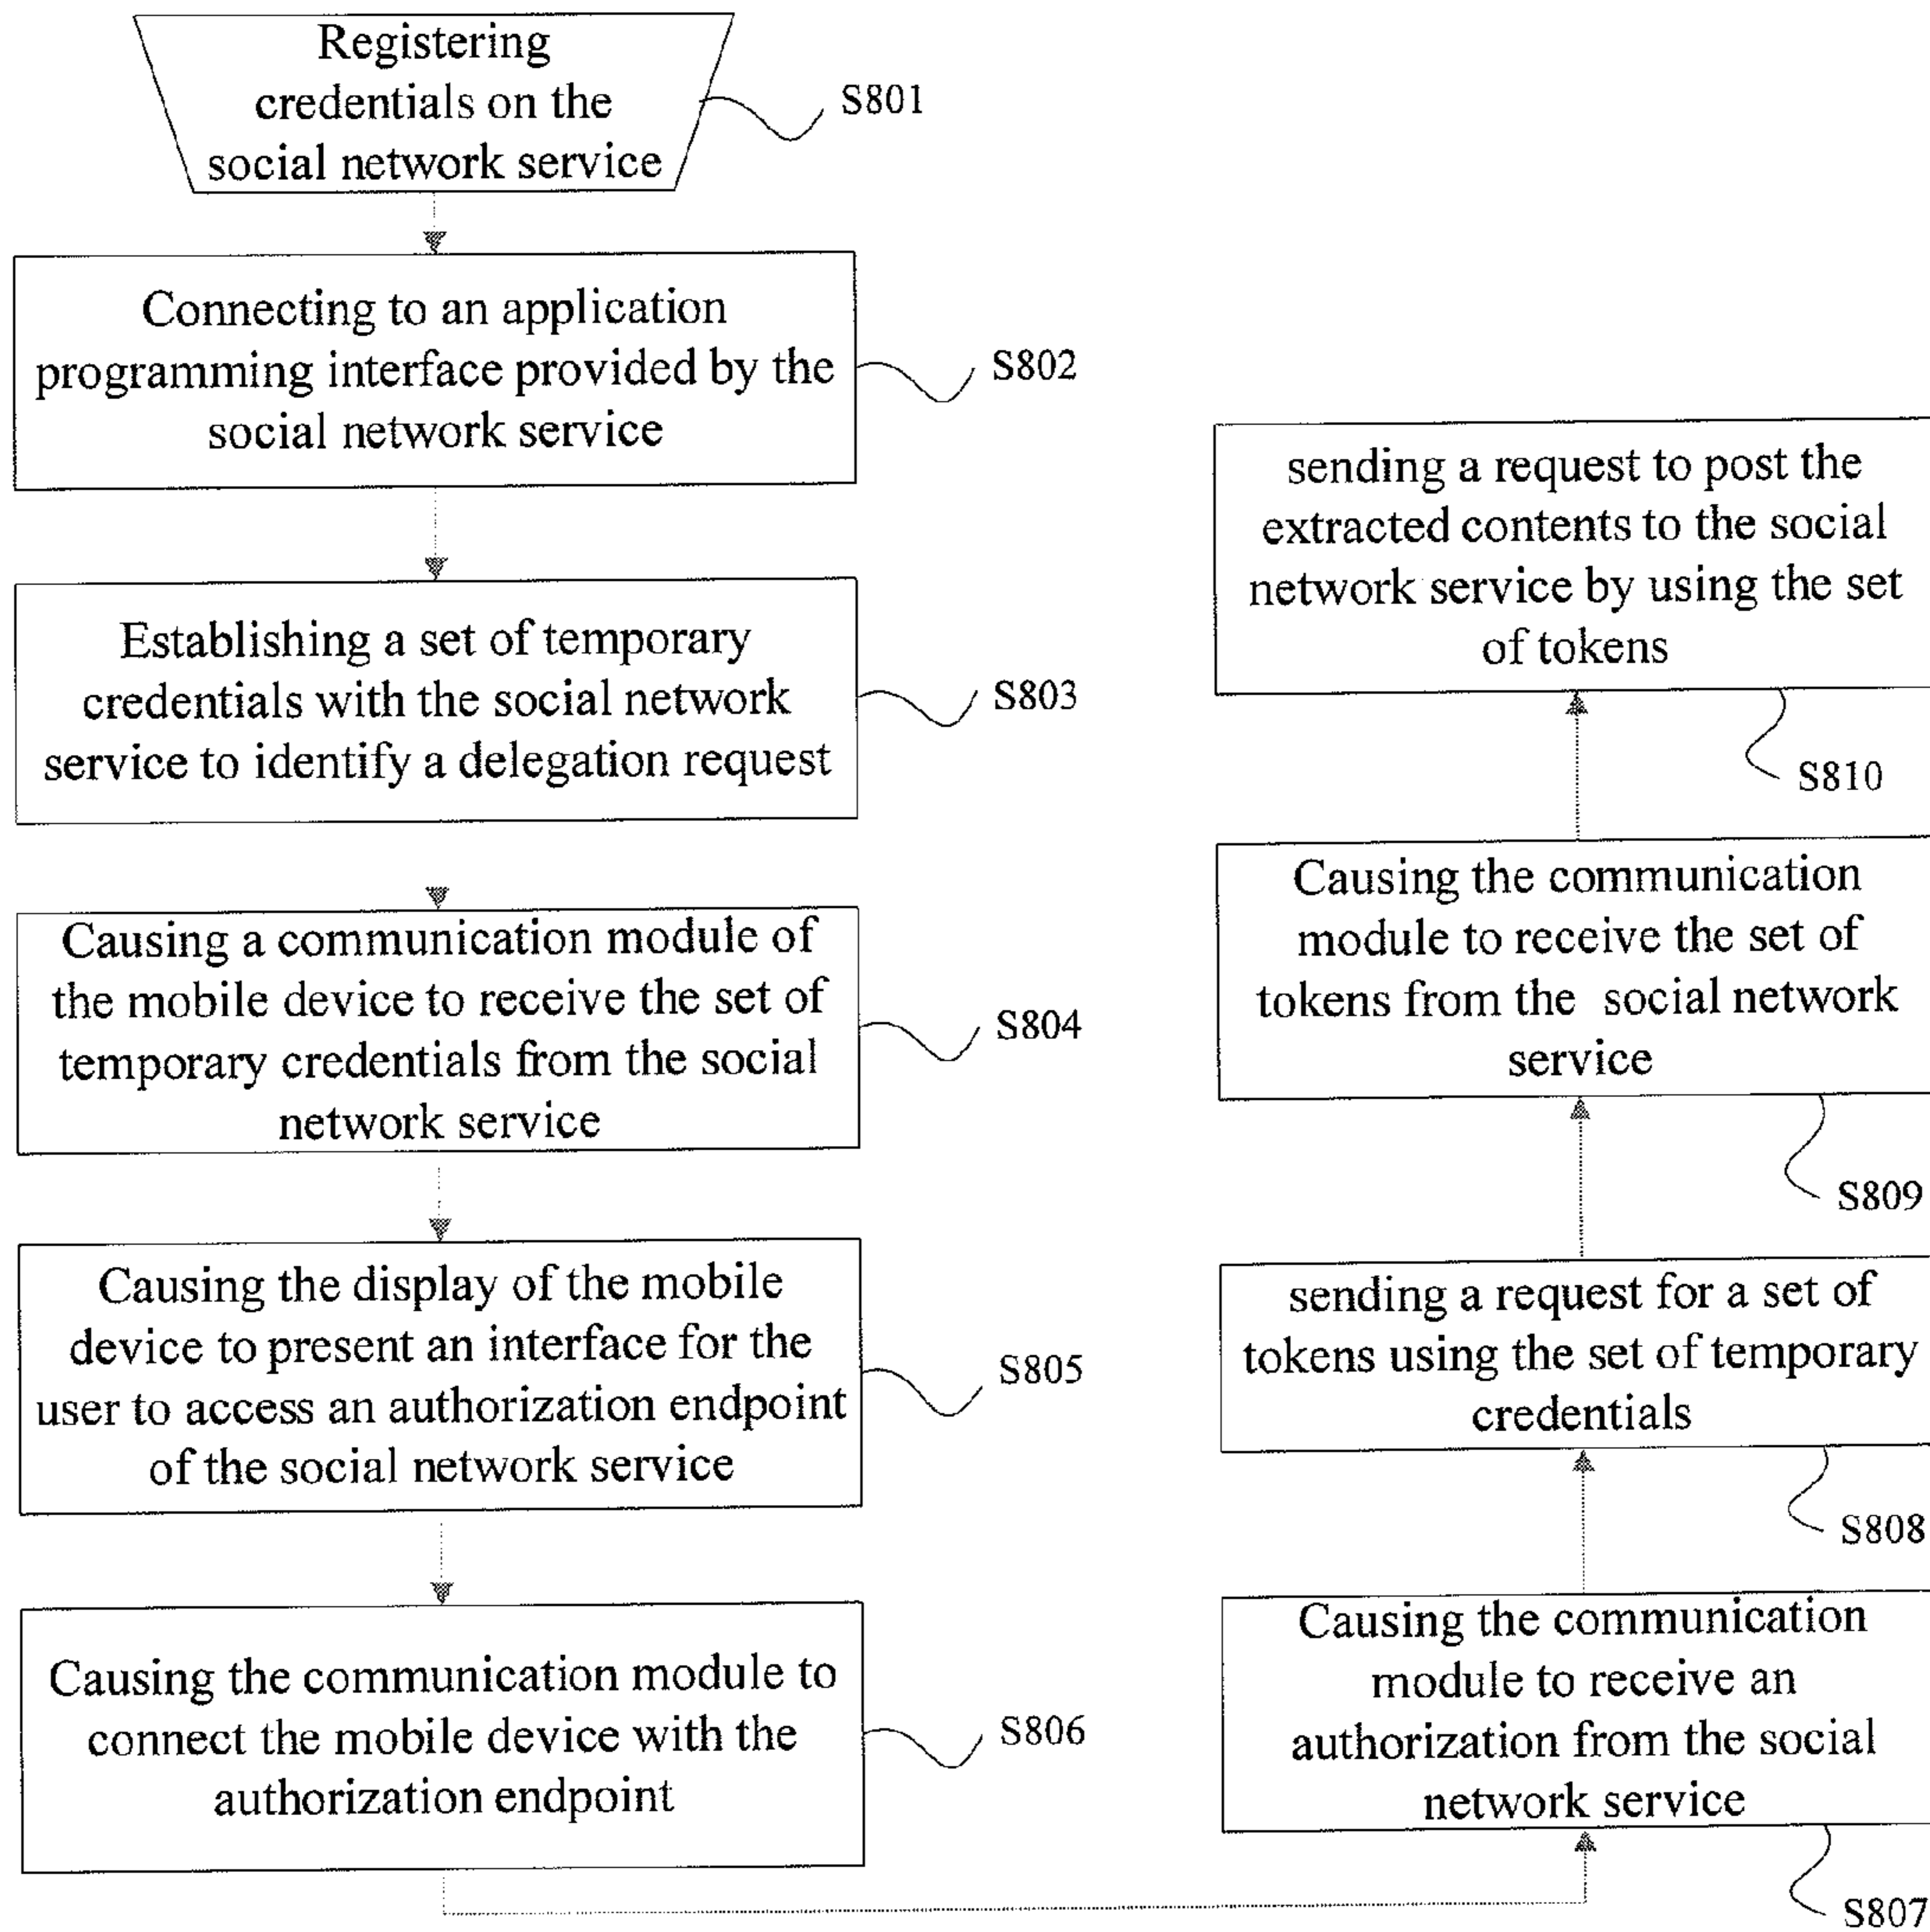 Registering
credentials on the
social network service
S801
Connecting to an application
programming interface provided by the
social network service
S802
Establishing a set of temporary
credentials with the social network
service to identify a delegation request
S803
Causing a communication module of
the mobile device to receive the set of
temporary credentials from the social
network service
S804
Causing the display of the mobile
device to present an interface for the
user to access an authorization endpoint
of the social network service
S805
Causing the communication module to
connect the mobile device with the
authorization endpoint
S806
Causing the communication
module to receive an
authorization from the social
network service
S807
sending a request for a set of
tokens using the set of temporary
credentials
S808
Causing the communication
module to receive the set of
tokens from the social network
service
S809
sending a request to post the
extracted contents to the social
network service by using the set
of tokens
S810